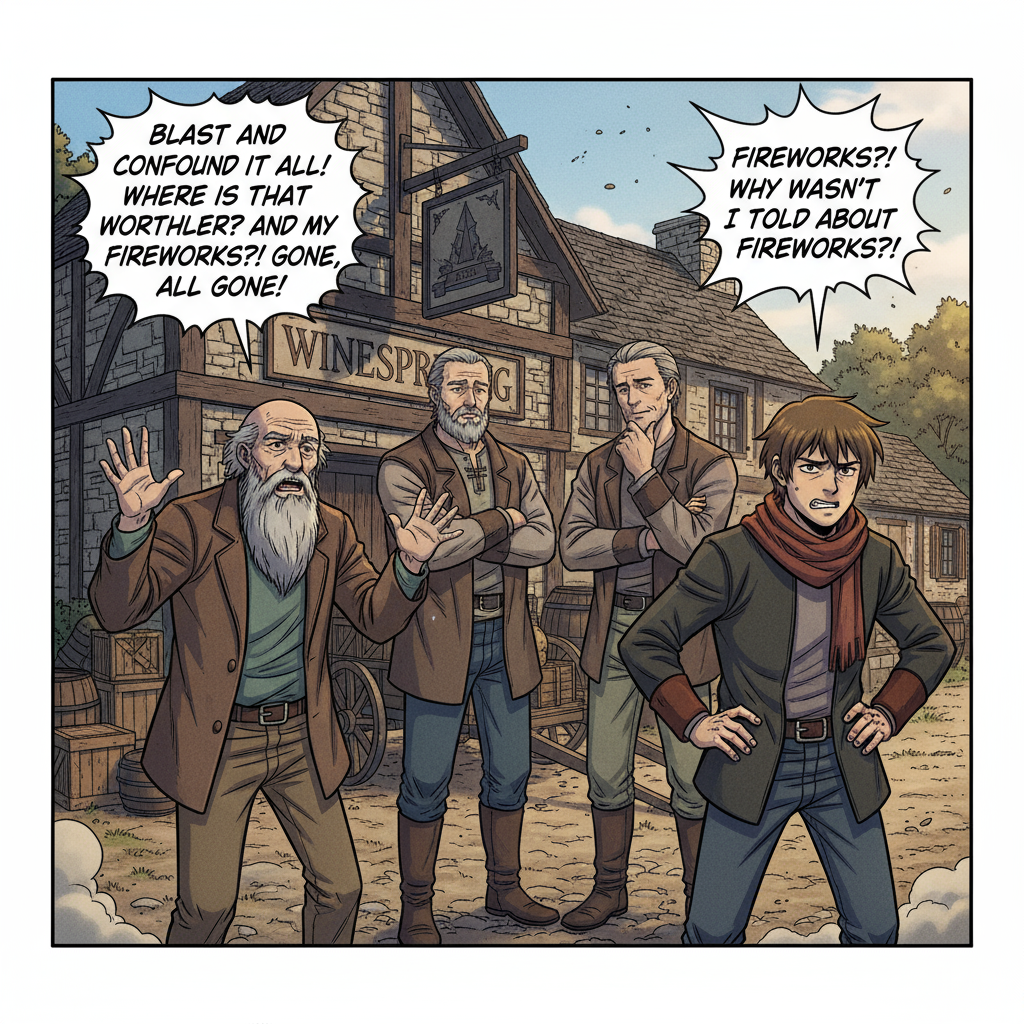 BLAST AND
CONFOUND IT ALL!
WHERE IS THAT
WORTHLER? AND MY
FIREWORKS?! GONE,
ALL GONE!
FIREWORKS?!
WHY WASN'T
I TOLD ABOUT
FIREWORKS?!